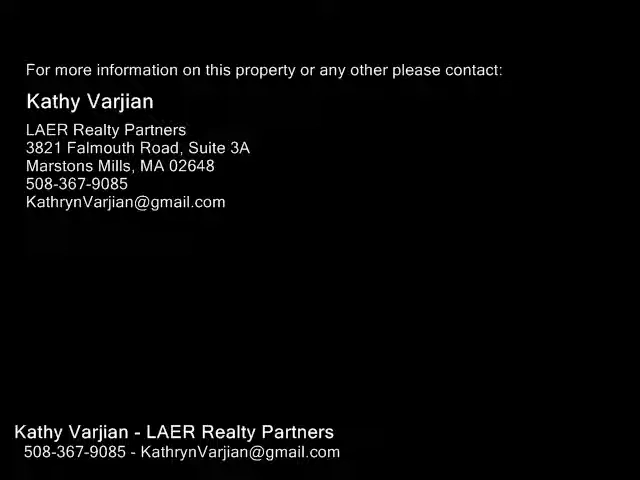 For more information on this property or any other please contact:
Kathy Varjian
LAER Realty Partners
3821 Falmouth Road, Suite 3A
Marstons Mills, MA 02648
508-367-9085
KathrynVarjian@gmail.com
Kathy Varjian - LAER Realty Partners
508-367-9085 - KathrynVarjian@gmail.com